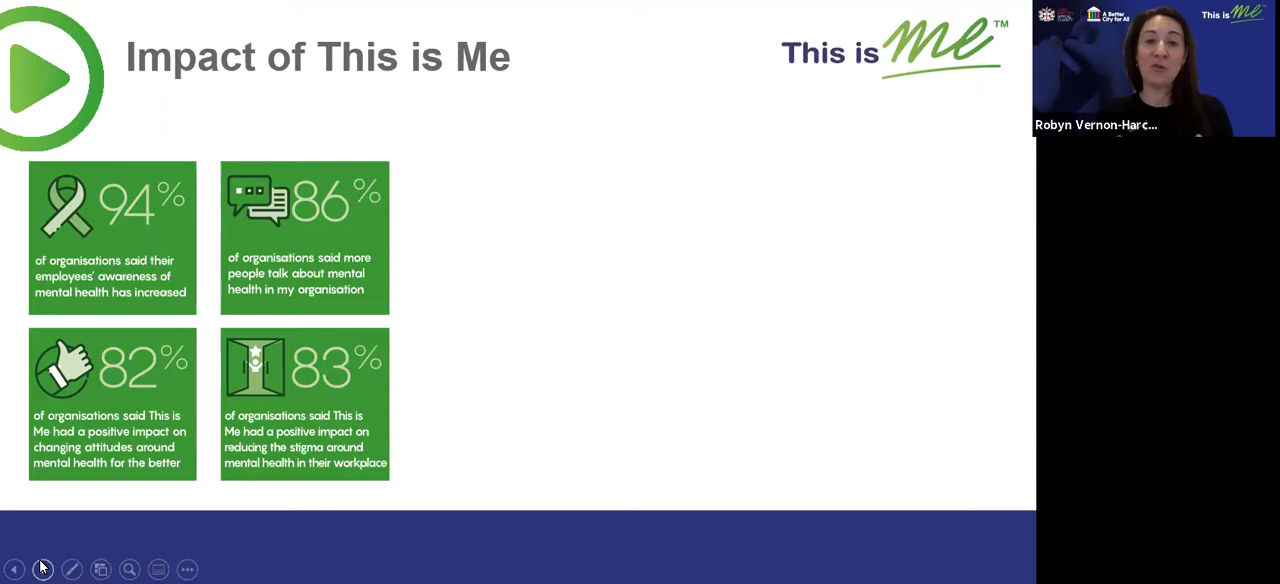 Impact of This is Me
This is me™
94%
of organisations said their
employees' awareness of
mental health has increased
86%
of organisations said more
people talk about mental
health in my organisation
82%
of organisations said This is
Me had a positive impact on
changing attitudes around
mental health for the better
83%
of organisations said This is
Me had a positive impact on
reducing the stigma around
mental health in their workplace
A Better
City for All
This is me
Robyn Vernon-Harc...